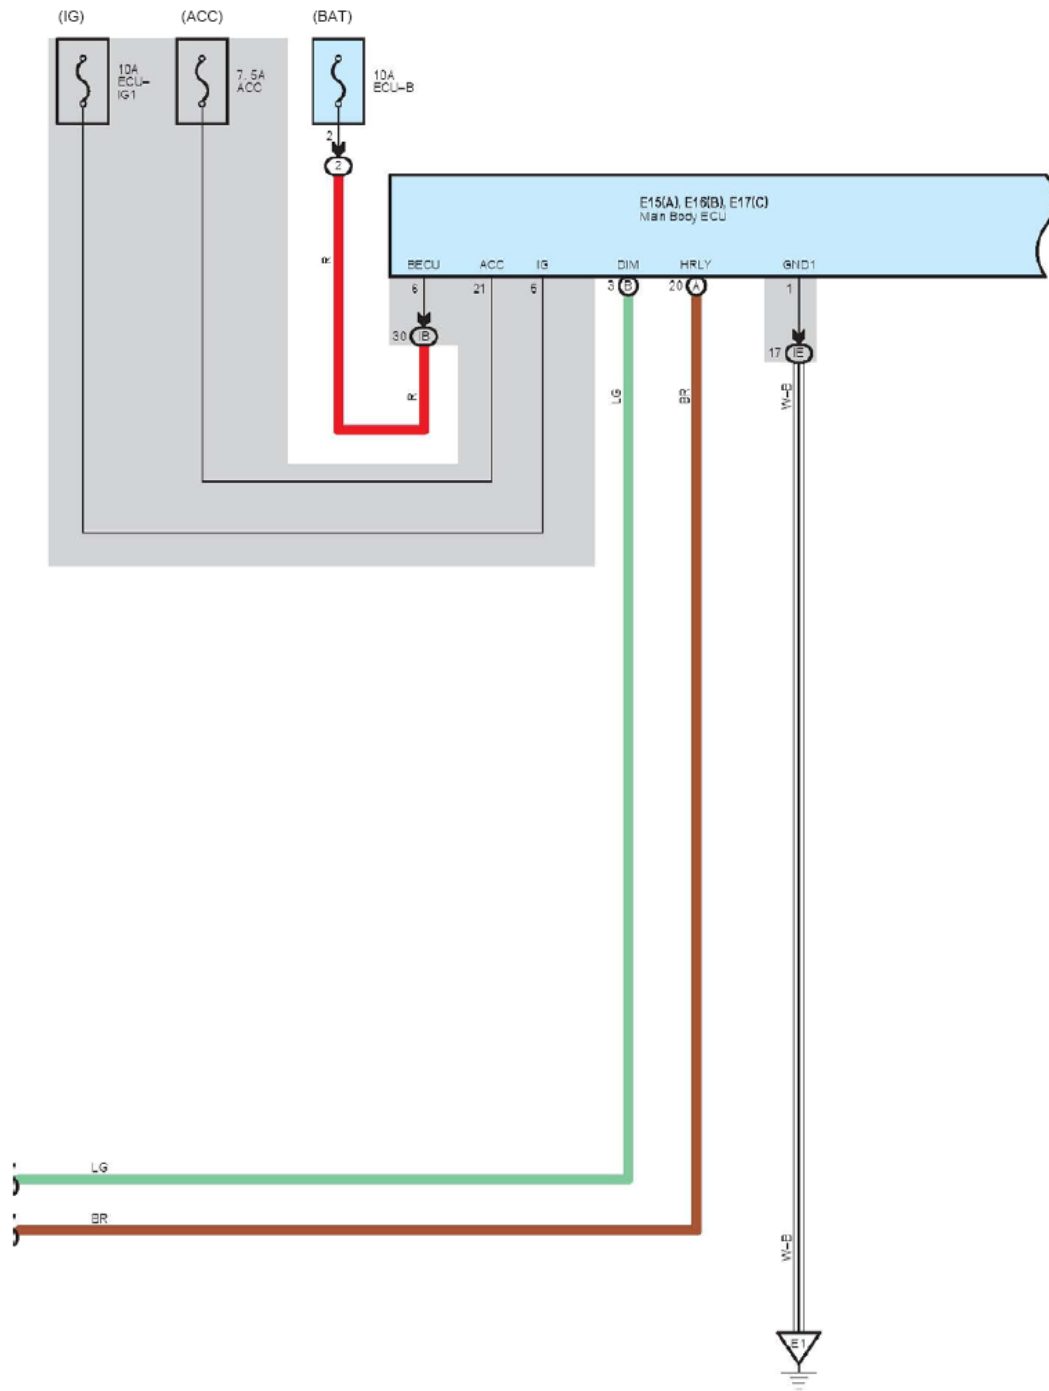 (IG)
(ACC)
(BAT)
10A
ECU–
IG1
7. 5A
ACC
10A
ECU–B
2
2
E15(A), E16(B), E17(C)
Main Body ECU
BECU
ACC
IG
DIM
HRLY
GND1
6
21
6
3
B
20
A
1
30
IB
17
IE
R
R
LG
BR
W–B
LG
BR
W–B
E1